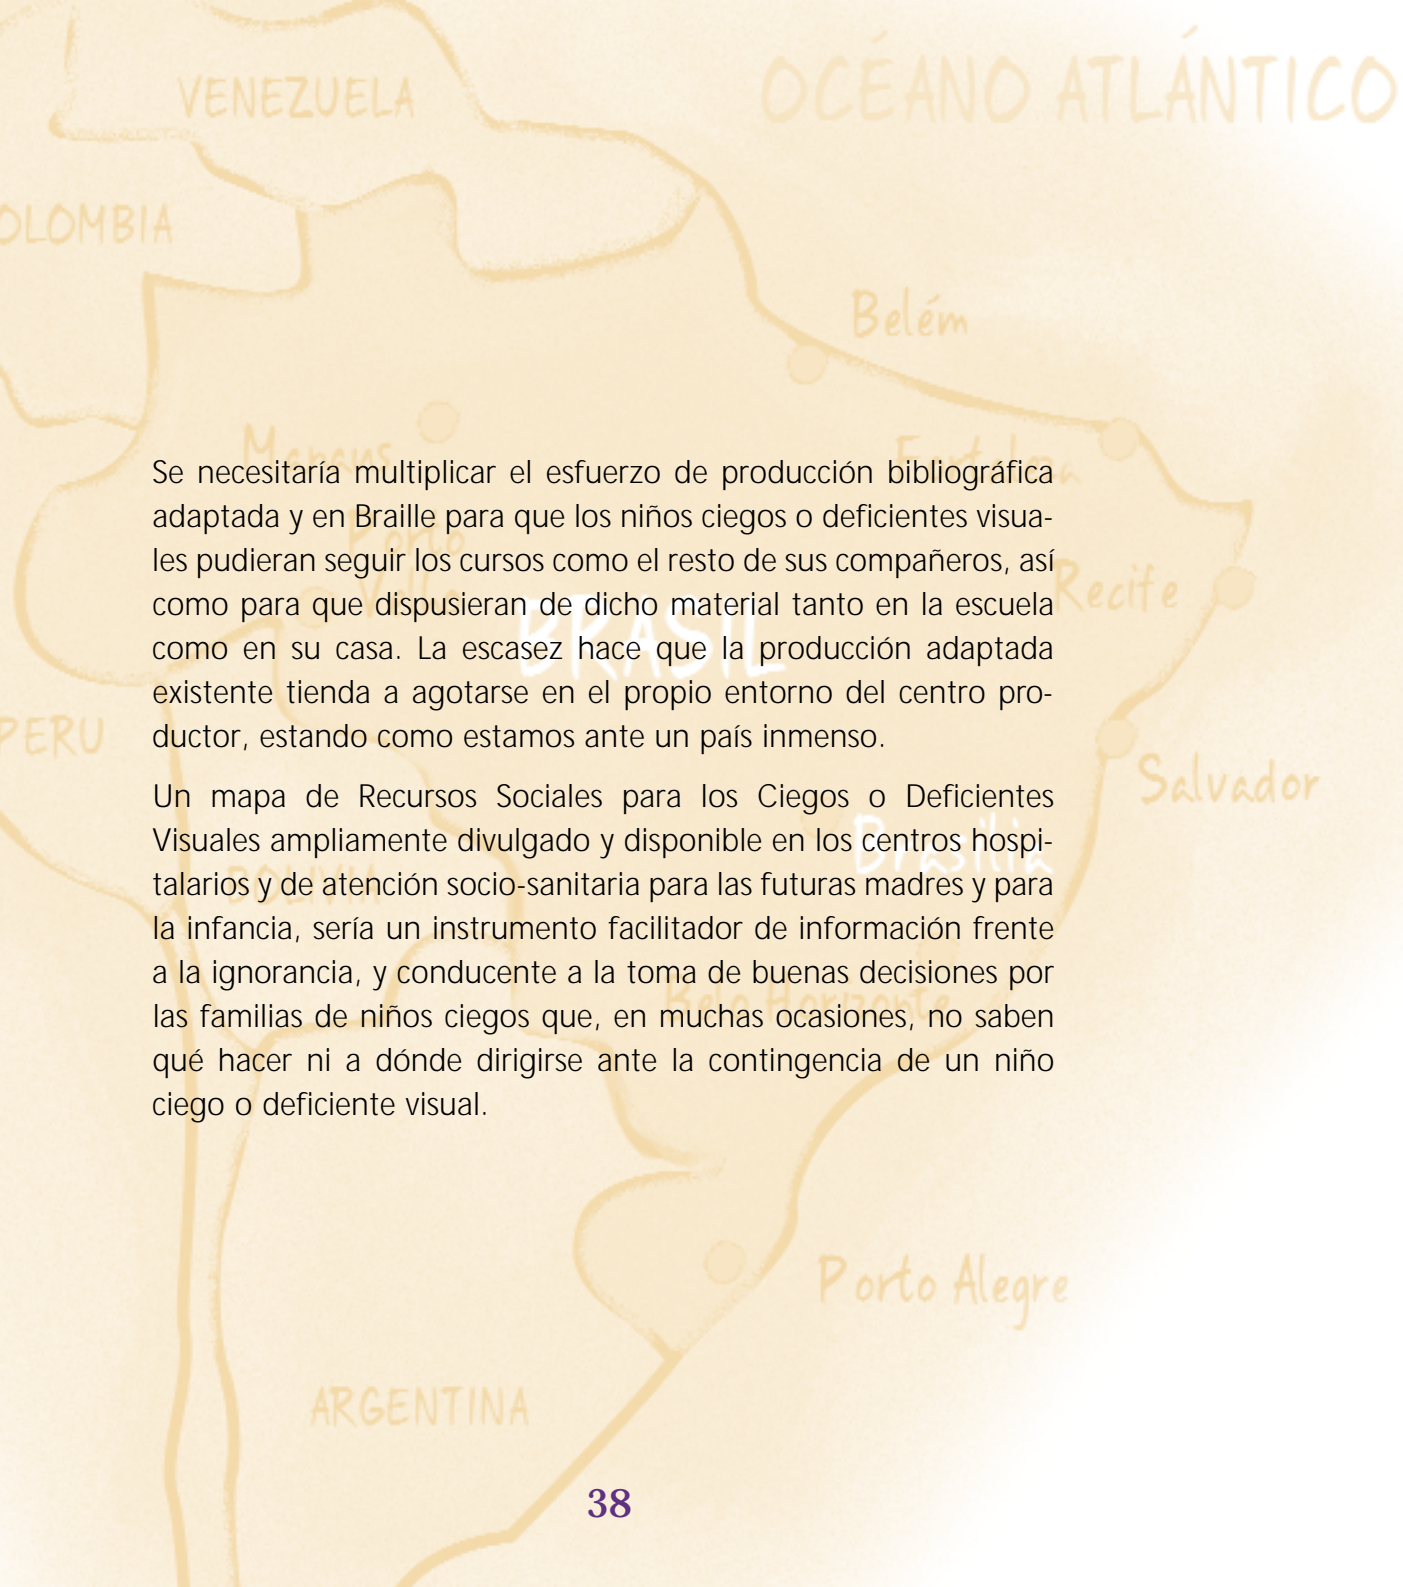 VENEZUELA
OCÉANO ATLÁNTICO
OLOMBIA
Belém
Manaus
Fortaleza
Se necesitaría multiplicar el esfuerzo de producción bibliográfica
adaptada y en Braille para que los niños ciegos o deficientes visua-
les pudieran seguir los cursos como el resto de sus compañeros, así
como para que dispusieran de dicho material tanto en la escuela
como en su casa. La escasez hace que la producción adaptada
existente tienda a agotarse en el propio entorno del centro pro-
ductor, estando como estamos ante un país inmenso.
Porto
Recife
BRASIL
PERU
Salvador
Un mapa de Recursos Sociales para los Ciegos o Deficientes
Visuales ampliamente divulgado y disponible en los centros hospi-
talarios y de atención socio-sanitaria para las futuras madres y para
la infancia, sería un instrumento facilitador de información frente
a la ignorancia, y conducente a la toma de buenas decisiones por
las familias de niños ciegos que, en muchas ocasiones, no saben
qué hacer ni a dónde dirigirse ante la contingencia de un niño
ciego o deficiente visual.
Brasilia
BOLIVIA
Belo Horizonte
Porto Alegre
ARGENTINA
38